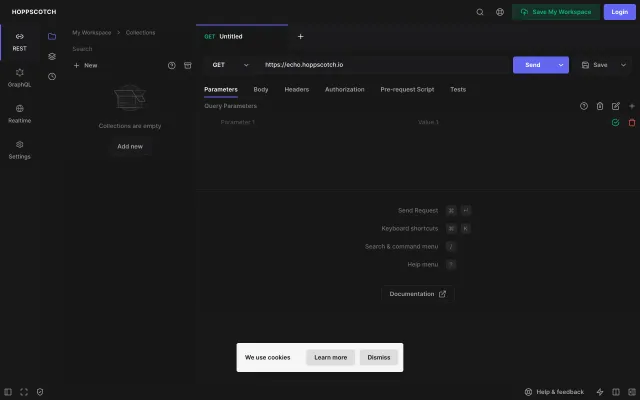 HOPPSCOTCH
Save My Workspace
Login
REST
GraphQL
Realtime
Settings
My Workspace > Collections
Search
New
Collections are empty
Add new
GET Untitled
GET
https://echo.hoppscotch.io
Send
Save
Parameters Body Headers Authorization Pre-request Script Tests
Query Parameters
Parameter 1 Value 1
Send Request ⌘ ↵
Keyboard shortcuts ⌘ K
Search & command menu /
Help menu ?
Documentation
We use cookies
Learn more
Dismiss
Help & feedback